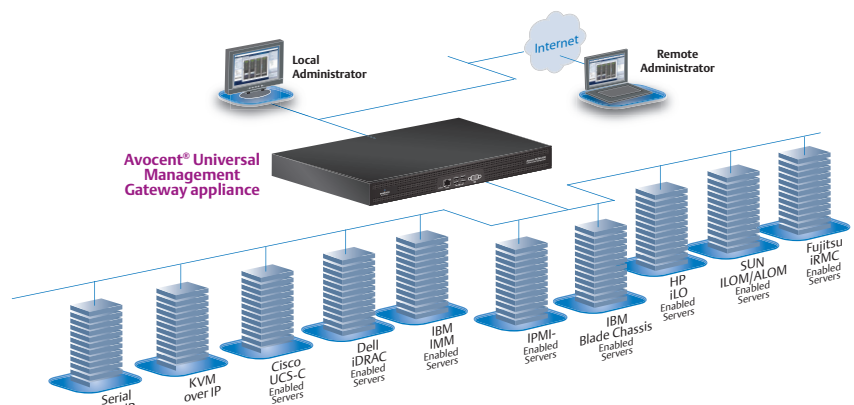 Internet
Local
Administrator
Remote
Administrator
Avocent® Universal
Management
Gateway appliance
Serial
KVM
over IP
Cisco
UCS-C
Enabled
Servers
Dell
iDRAC
Enabled
Servers
IBM
IMM
Enabled
Servers
IPMI-
Enabled
Servers
IBM
Blade Chassis
Enabled
Servers
HP
iLO
Enabled
Servers
SUN
ILOM/ALOM
Enabled
Servers
Fujitsu
iRMC
Enabled
Servers